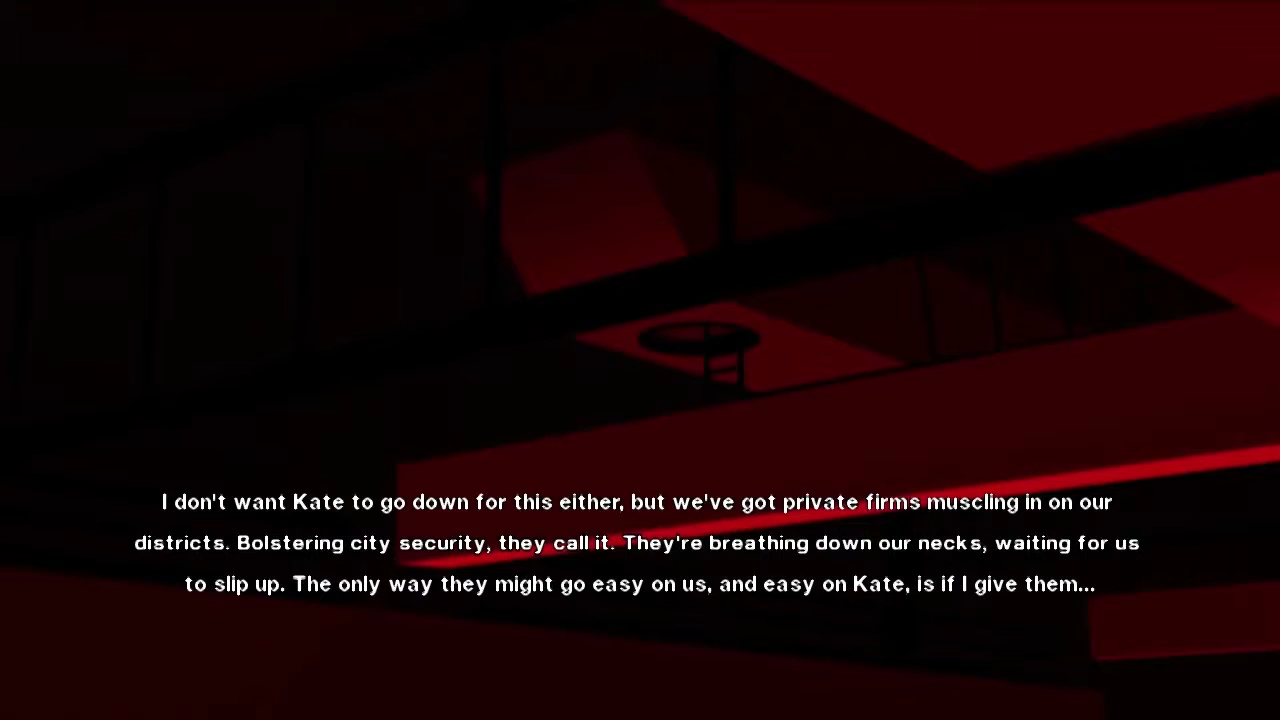 I don't want Kate to go down for this either, but we've got private firms muscling in on our
districts. Bolstering city security, they call it. They're breathing down our necks, waiting for us
to slip up. The only way they might go easy on us, and easy on Kate, is if I give them...